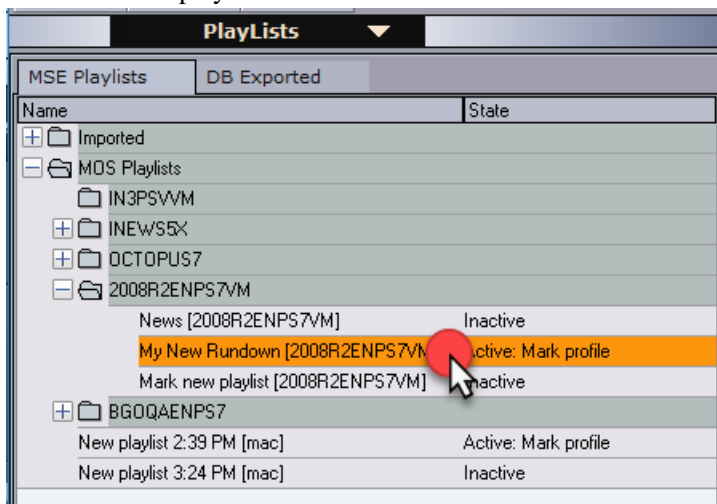 PlayLists
MSE Playlists DB Exported
Name State
Imported
MOS Playlists
IN3PSVVM
INEWS5X
OCTOPUS7
2008R2ENPS7VM
News [2008R2ENPS7VM] Inactive
My New Rundown [2008R2ENPS7VM Active: Mark profile
Mark new playlist [2008R2ENPS7VM] Inactive
BGOQAENPS7
New playlist 2:39 PM [mac] Active: Mark profile
New playlist 3:24 PM [mac] Inactive